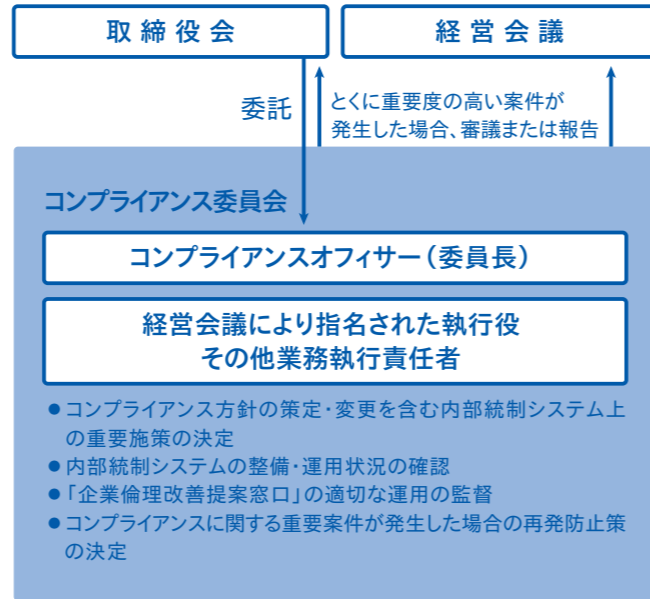 取締役会
経営会議
委託
とくに重要度の高い案件が
発生した場合、審議または報告
コンプライアンス委員会
コンプライアンスオフィサー（委員長）
経営会議により指名された執行役
その他業務執行責任者
●コンプライアンス方針の策定・変更を含む内部統制システム上
の重要施策の決定
●内部統制システムの整備・運用状況の確認
●「企業倫理改善提案窓口」の適切な運用の監督
●コンプライアンスに関する重要案件が発生した場合の再発防止策
の決定